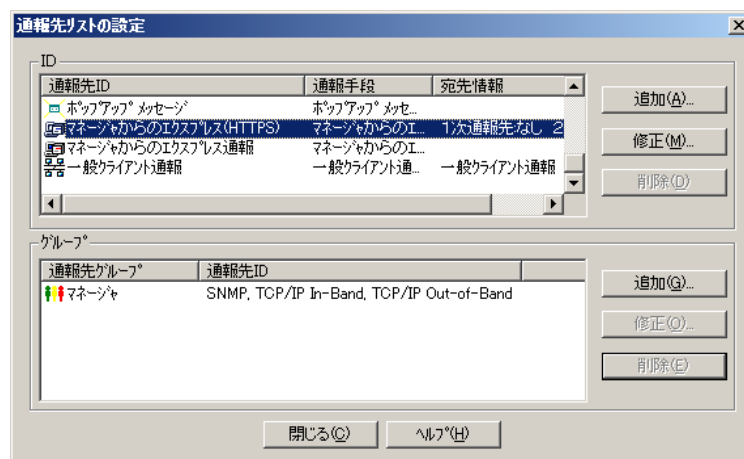 通報先リストの設定
ID
通報先ID 通報手段 宛先情報
ﾎﾟｯﾌﾟｱｯﾌﾟ ﾒｯｾｰｼﾞ ﾎﾟｯﾌﾟｱｯﾌﾟ ﾒｯｾ...
ﾏﾈｰｼﾞｬからのｴｸｽﾌﾟﾚｽ(HTTPS) ﾏﾈｰｼﾞｬからのｴ... 1次通報先:なし 2
ﾏﾈｰｼﾞｬからのｴｸｽﾌﾟﾚｽ通報 ﾏﾈｰｼﾞｬからのｴ...
一般ｸﾗｲｱﾝﾄ通報 一般ｸﾗｲｱﾝﾄ通... 一般ｸﾗｲｱﾝﾄ通報
追加(A)...
修正(M)...
削除(D)
ｸﾞﾙｰﾌﾟ
通報先ｸﾞﾙｰﾌﾟ 通報先ID
ﾏﾈｰｼﾞｬ SNMP, TCP/IP In-Band, TCP/IP Out-of-Band
追加(G)...
修正(O)...
削除(E)
閉じる(C) ﾍﾙﾌﾟ(H)